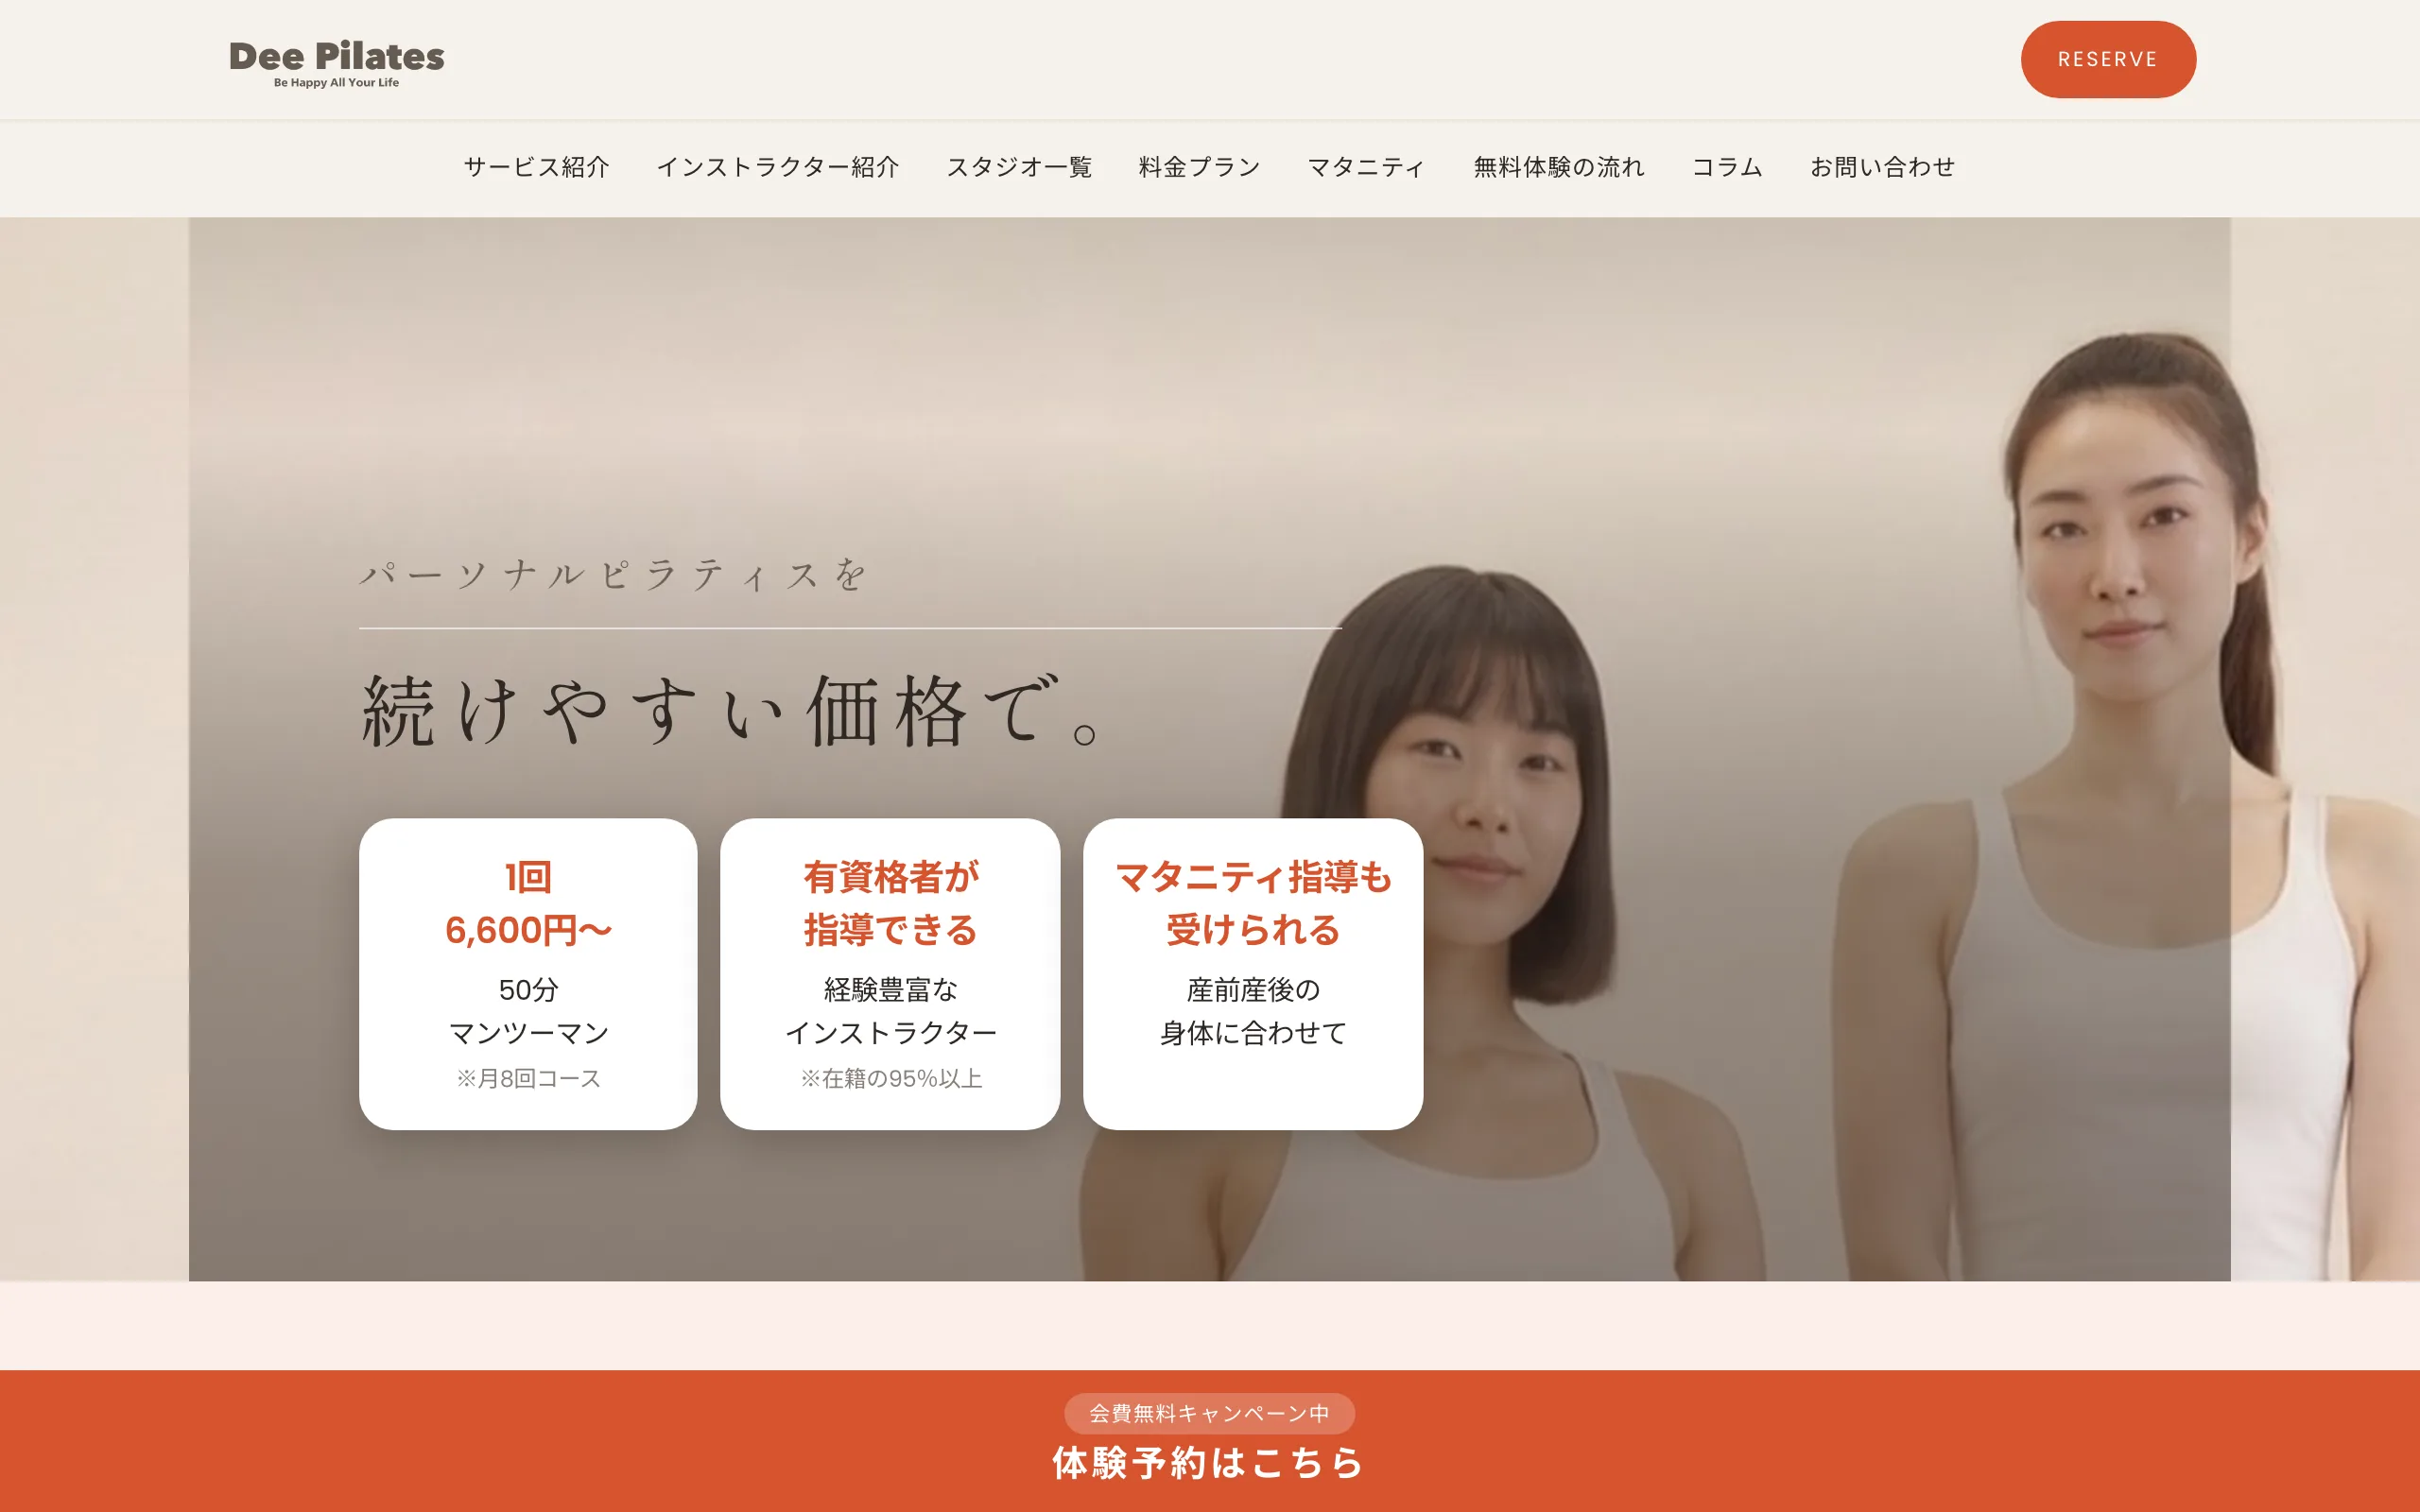 Dee Pilates
Be Happy All Your Life
RESERVE
サービス紹介 インストラクター紹介 スタジオ一覧 料金プラン マタニティ 無料体験の流れ コラム お問い合わせ
パーソナルピラティスを
続けやすい価格で。
1回
6,600円〜
50分
マンツーマン
※月8回コース
有資格者が
指導できる
経験豊富な
インストラクター
※在籍の95%以上
マタニティ指導も
受けられる
産前産後の
身体に合わせて
会費無料キャンペーン中
体験予約はこちら